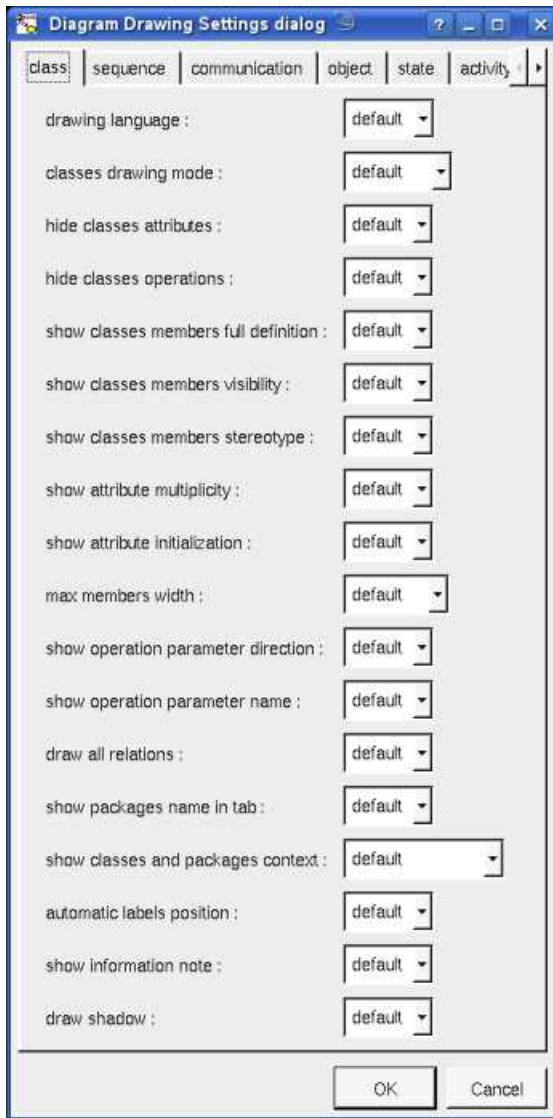 Diagram Drawing Settings dialog
class sequence communication object state activity
drawing language : default
classes drawing mode : default
hide classes attributes : default
hide classes operations : default
show classes members full definition : default
show classes members visibility : default
show classes members stereotype : default
show attribute multiplicity : default
show attribute initialization : default
max members width : default
show operation parameter direction : default
show operation parameter name : default
draw all relations : default
show packages name in tab : default
show classes and packages context : default
automatic labels position : default
show information note : default
draw shadow : default
OK Cancel